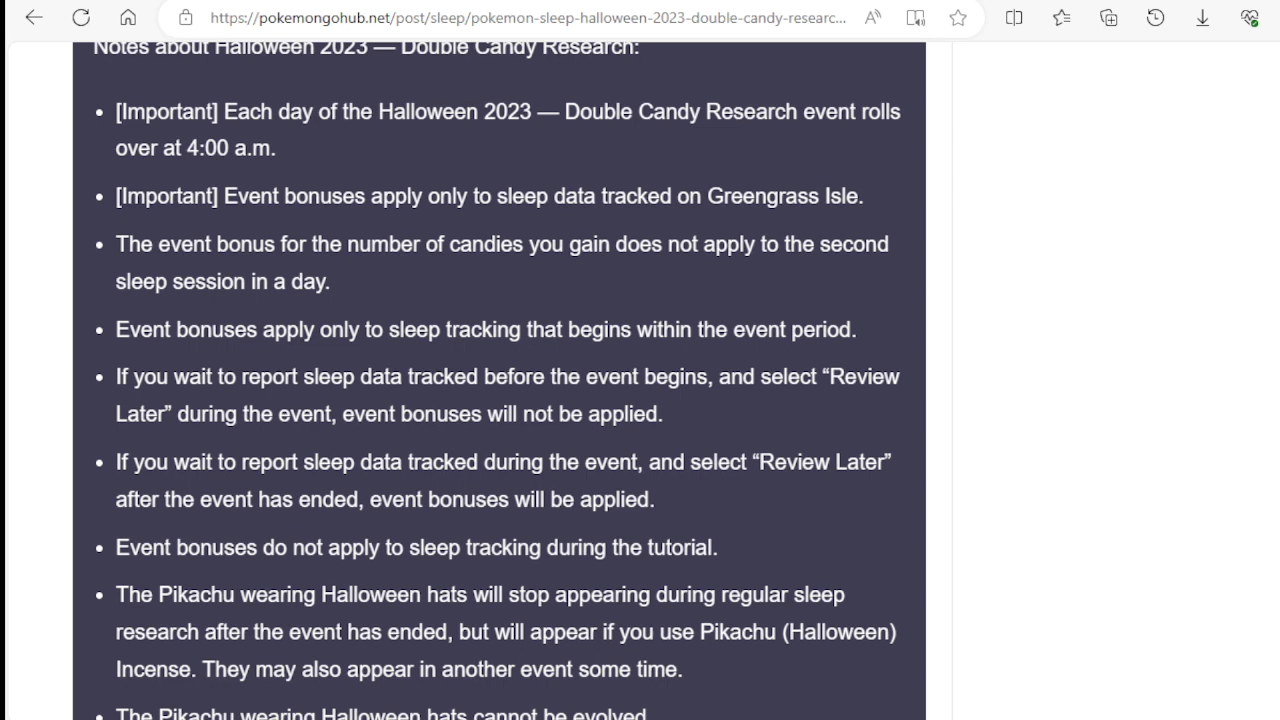 https://pokemongohub.net/post/sleep/pokemon-sleep-halloween-2023-double-candy-researc...
Notes about Halloween 2023 — Double Candy Research:
• [Important] Each day of the Halloween 2023 — Double Candy Research event rolls
over at 4:00 a.m.
• [Important] Event bonuses apply only to sleep data tracked on Greengrass Isle.
• The event bonus for the number of candies you gain does not apply to the second
sleep session in a day.
• Event bonuses apply only to sleep tracking that begins within the event period.
• If you wait to report sleep data tracked before the event begins, and select “Review
Later” during the event, event bonuses will not be applied.
• If you wait to report sleep data tracked during the event, and select “Review Later”
after the event has ended, event bonuses will be applied.
• Event bonuses do not apply to sleep tracking during the tutorial.
• The Pikachu wearing Halloween hats will stop appearing during regular sleep
research after the event has ended, but will appear if you use Pikachu (Halloween)
Incense. They may also appear in another event some time.
• The Pikachu wearing Halloween hats cannot be evolved.